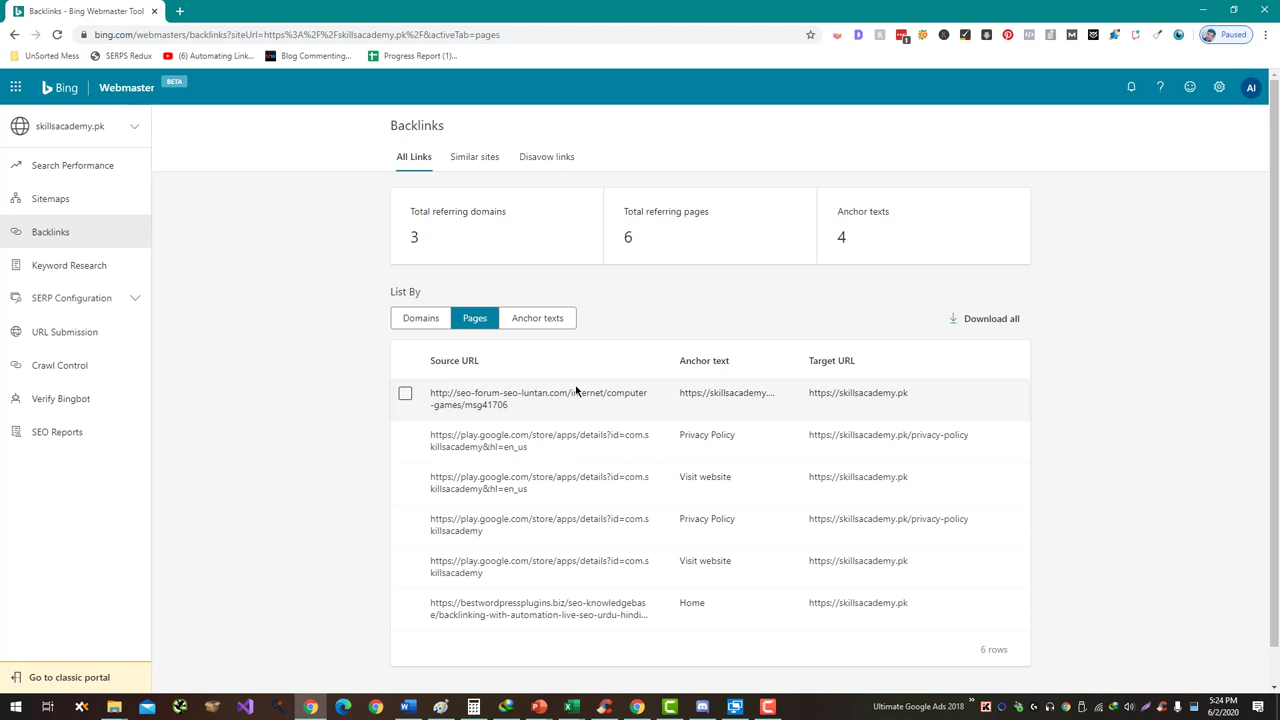 Backlinks - Bing Webmaster Tool
bing.com/webmasters/backlinks?siteUrl=https%3A%2F%2Fskillsacademy.pk%2F&activeTab=pages
Paused
UnSorted Mess
SERPS Redux
(5) Automating Link...
Blog Commenting...
Progress Report (1)...
Bing
Webmaster
BETA
AI
skillsacademy.pk
Search Performance
Sitemaps
Backlinks
Keyword Research
SERP Configuration
URL Submission
Crawl Control
Verify Bingbot
SEO Reports
Go to classic portal
Backlinks
All Links
Similar sites
Disavow links
Total referring domains
3
Total referring pages
6
Anchor texts
4
List By
Domains
Pages
Anchor texts
Download all
Source URL
Anchor text
Target URL
http://seo-forum-seo-luntan.com/internet/computer
-games/msg41706
https://skillsacademy....
https://skillsacademy.pk
https://play.google.com/store/apps/details?id=com.s
killsacademy&hl=en_us
Privacy Policy
https://skillsacademy.pk/privacy-policy
https://play.google.com/store/apps/details?id=com.s
killsacademy&hl=en_us
Visit website
https://skillsacademy.pk
https://play.google.com/store/apps/details?id=com.s
killsacademy
Privacy Policy
https://skillsacademy.pk/privacy-policy
https://play.google.com/store/apps/details?id=com.s
killsacademy
Visit website
https://skillsacademy.pk
https://bestwordpressplugins.biz/seo-knowledgebas
e/backlinking-with-automation-live-seo-urdu-hindi...
Home
https://skillsacademy.pk
6 rows
Ultimate Google Ads 2018
5:24 PM
6/2/2020